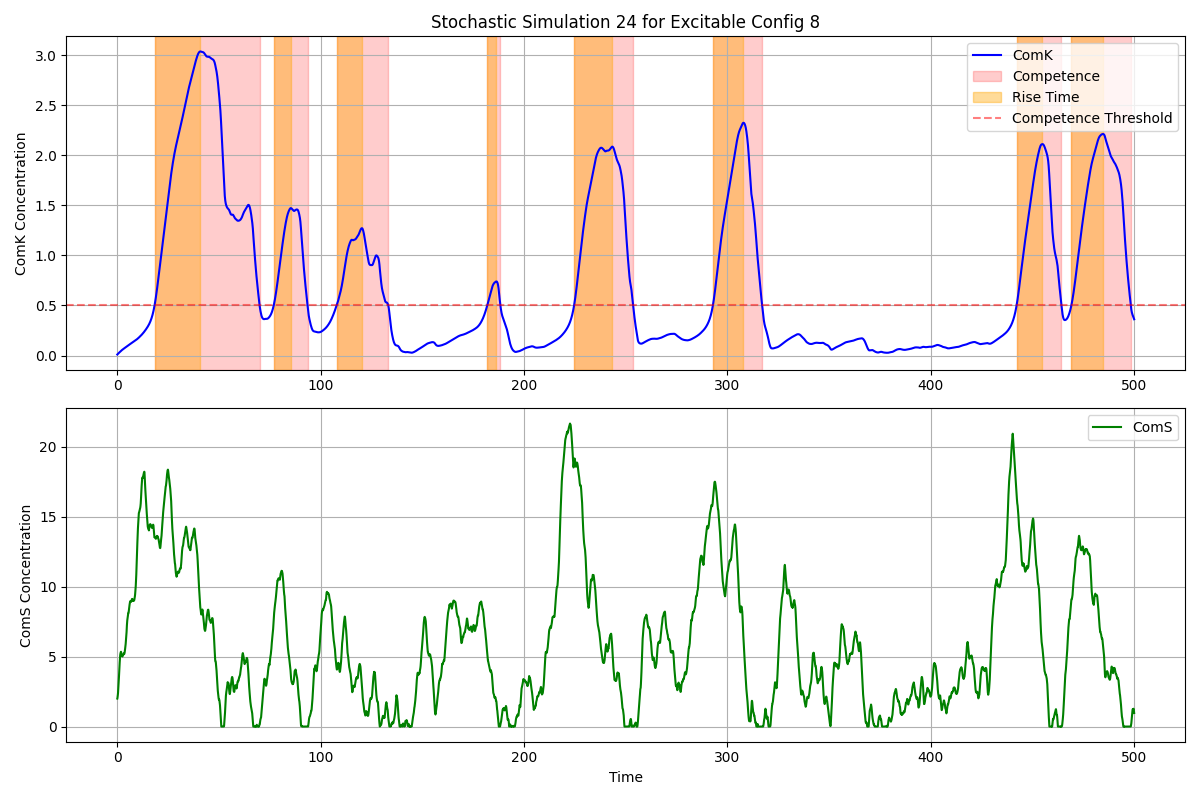 Stochastic Simulation 24 for Excitable Config 8
ComK Concentration
3.0
2.5
2.0
1.5
1.0
0.5
0.0
ComK
Competence
Rise Time
Competence Threshold
0 100 200 300 400 500
ComS Concentration
20
15
10
5
0
ComS
0 100 200 300 400 500
Time